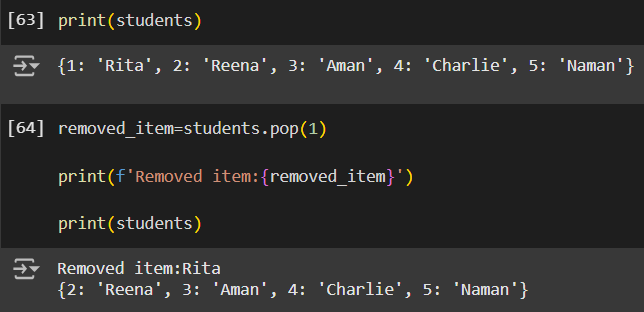 [63] print(students)
{1: 'Rita', 2: 'Reena', 3: 'Aman', 4: 'Charlie', 5: 'Naman'}
[64] removed_item=students.pop(1)
print(f'Removed item:{removed_item}')
print(students)
Removed item:Rita
{2: 'Reena', 3: 'Aman', 4: 'Charlie', 5: 'Naman'}